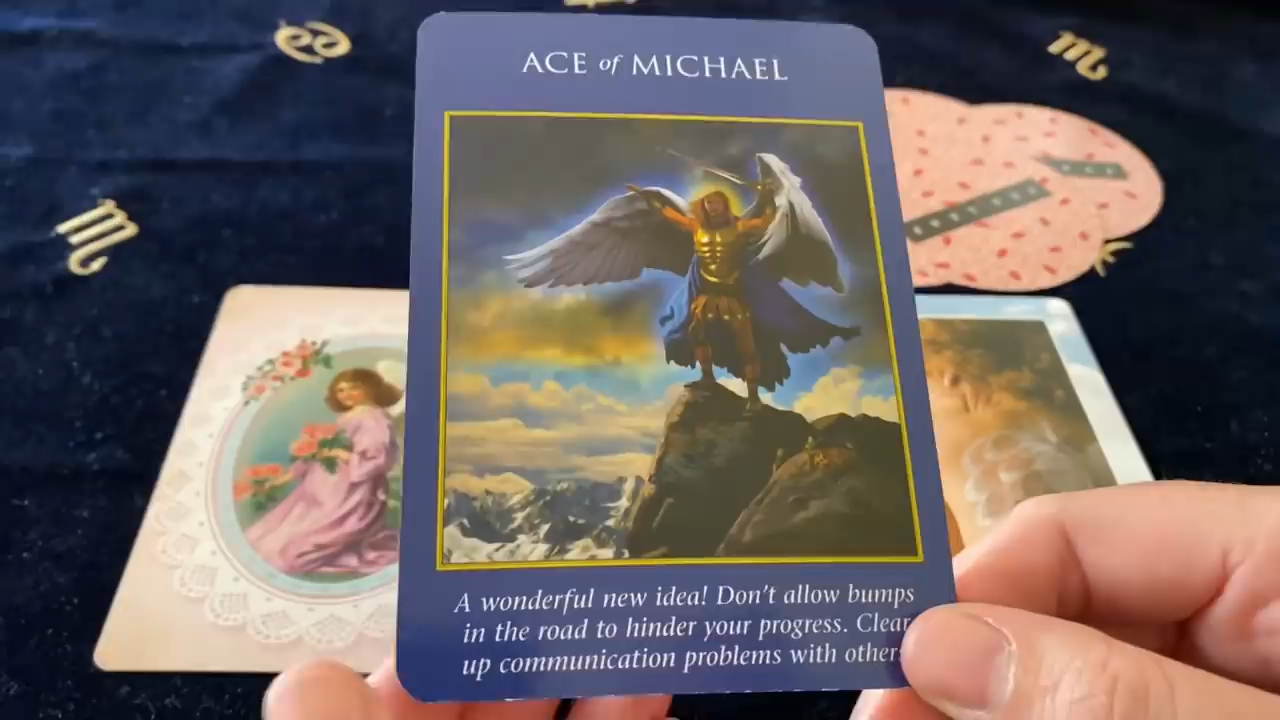 ACE of MICHAEL
A wonderful new idea! Don't allow bumps
in the road to hinder your progress. Clear
up communication problems with other